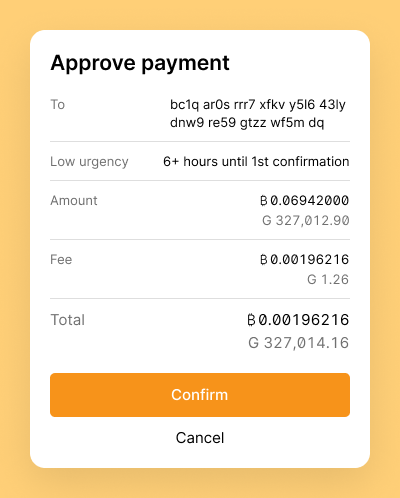 Approve payment
To bc1q ar0s rrr7 xfkv y5l6 43ly
dnw9 re59 gtzz wf5m dq
Low urgency 6+ hours until 1st confirmation
Amount ₿ 0.06942000
G 327,012.90
Fee ₿ 0.00196216
G 1.26
Total ₿ 0.00196216
G 327,014.16
Confirm
Cancel